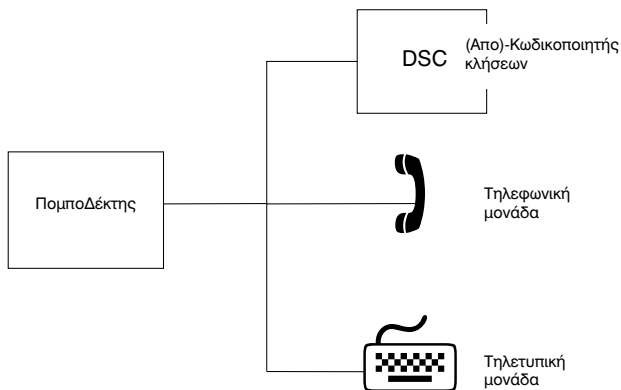 DSC
(Απο)-Κωδικοποιητής
κλήσεων
ΠομποΔέκτης
Τηλεφωνική
μονάδα
Τηλετυπική
μονάδα